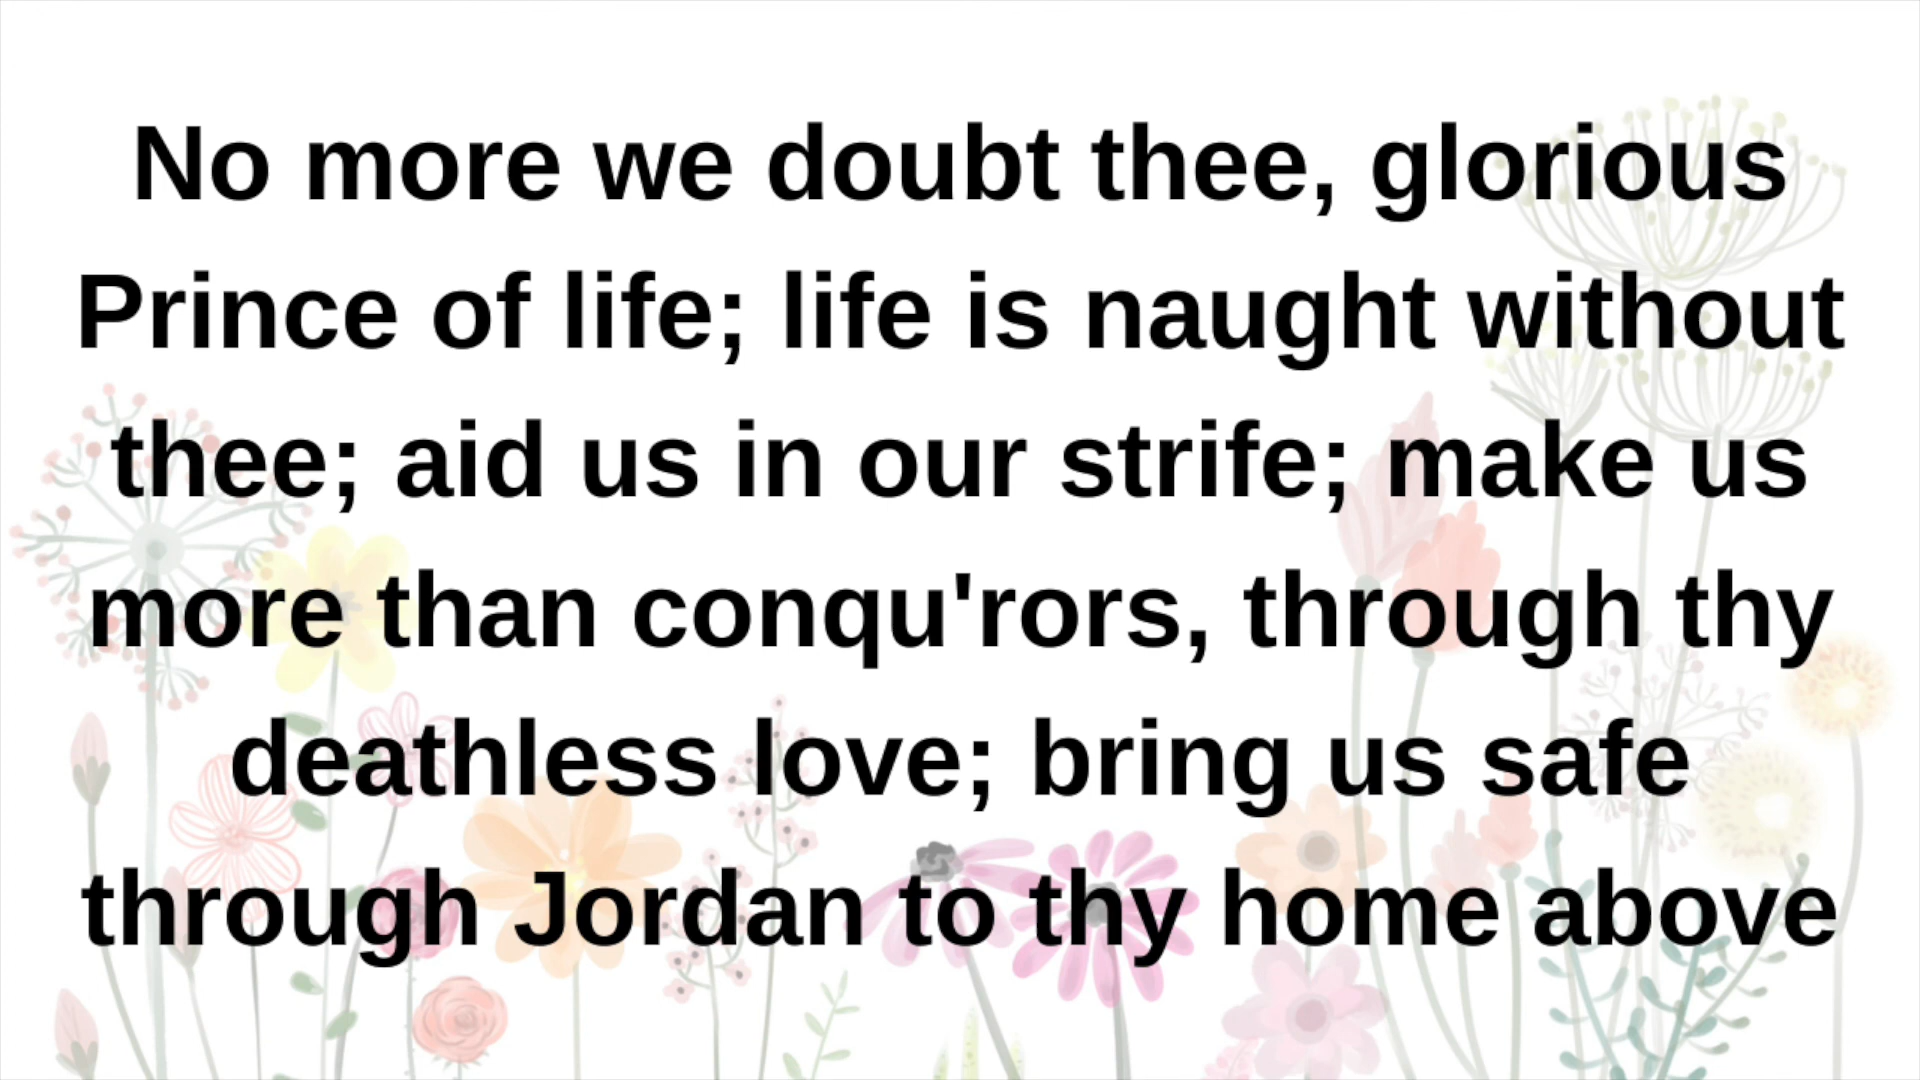 No more we doubt thee, glorious
Prince of life; life is naught without
thee; aid us in our strife; make us
more than conqu'rors, through thy
deathless love; bring us safe
through Jordan to thy home above